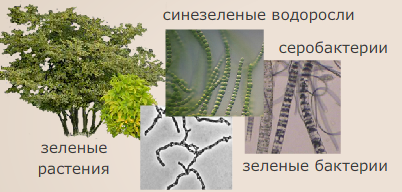 синезеленые водоросли
серобактерии
зеленые
растения
зеленые бактерии